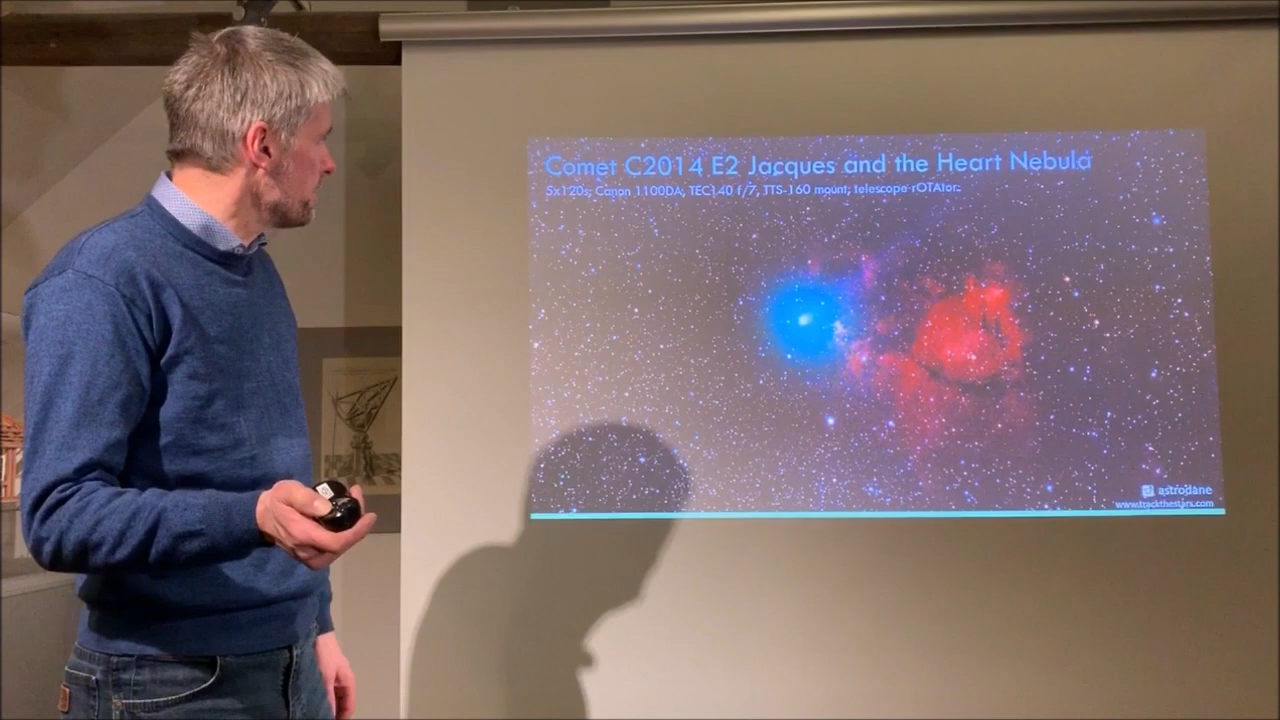 Comet C2014 E2 Jacques and the Heart Nebula
5x120s, Canon 1100DA, TEC140 f/7, TTS-160 mount, telescope rOTAtor.
astrodane
www.trackthestars.com